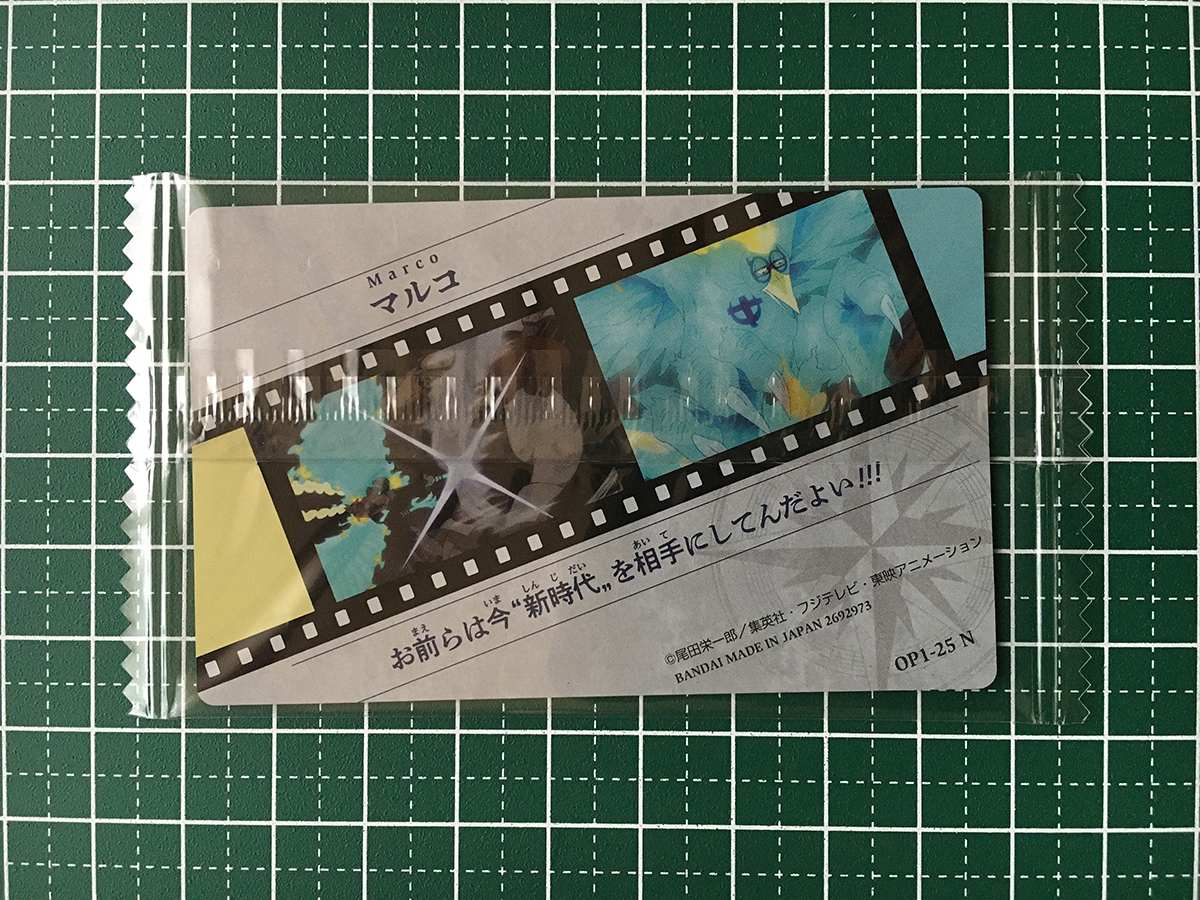 Marco
マルコ
お前らは今“新時代„を相手にしてんだよい!!!
まえ いま しん じ だい あい て
©尾田栄一郎／集英社・フジテレビ・東映アニメーション
BANDAI MADE IN JAPAN 2692973
OP1-25 N